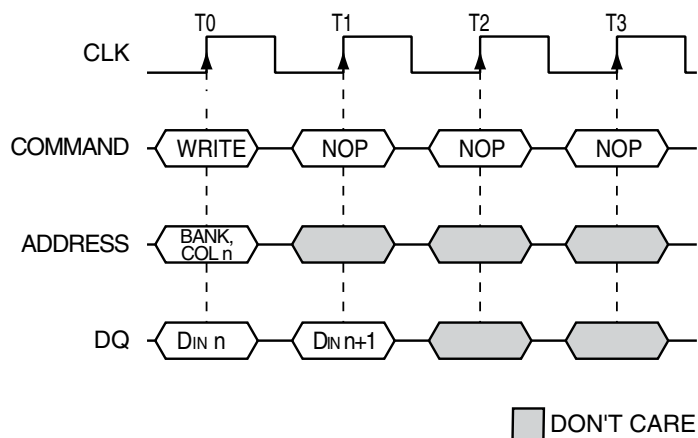 T0 T1 T2 T3
CLK
COMMAND WRITE NOP NOP NOP
ADDRESS BANK,
COL n
DQ DIN n DIN n+1
DON'T CARE